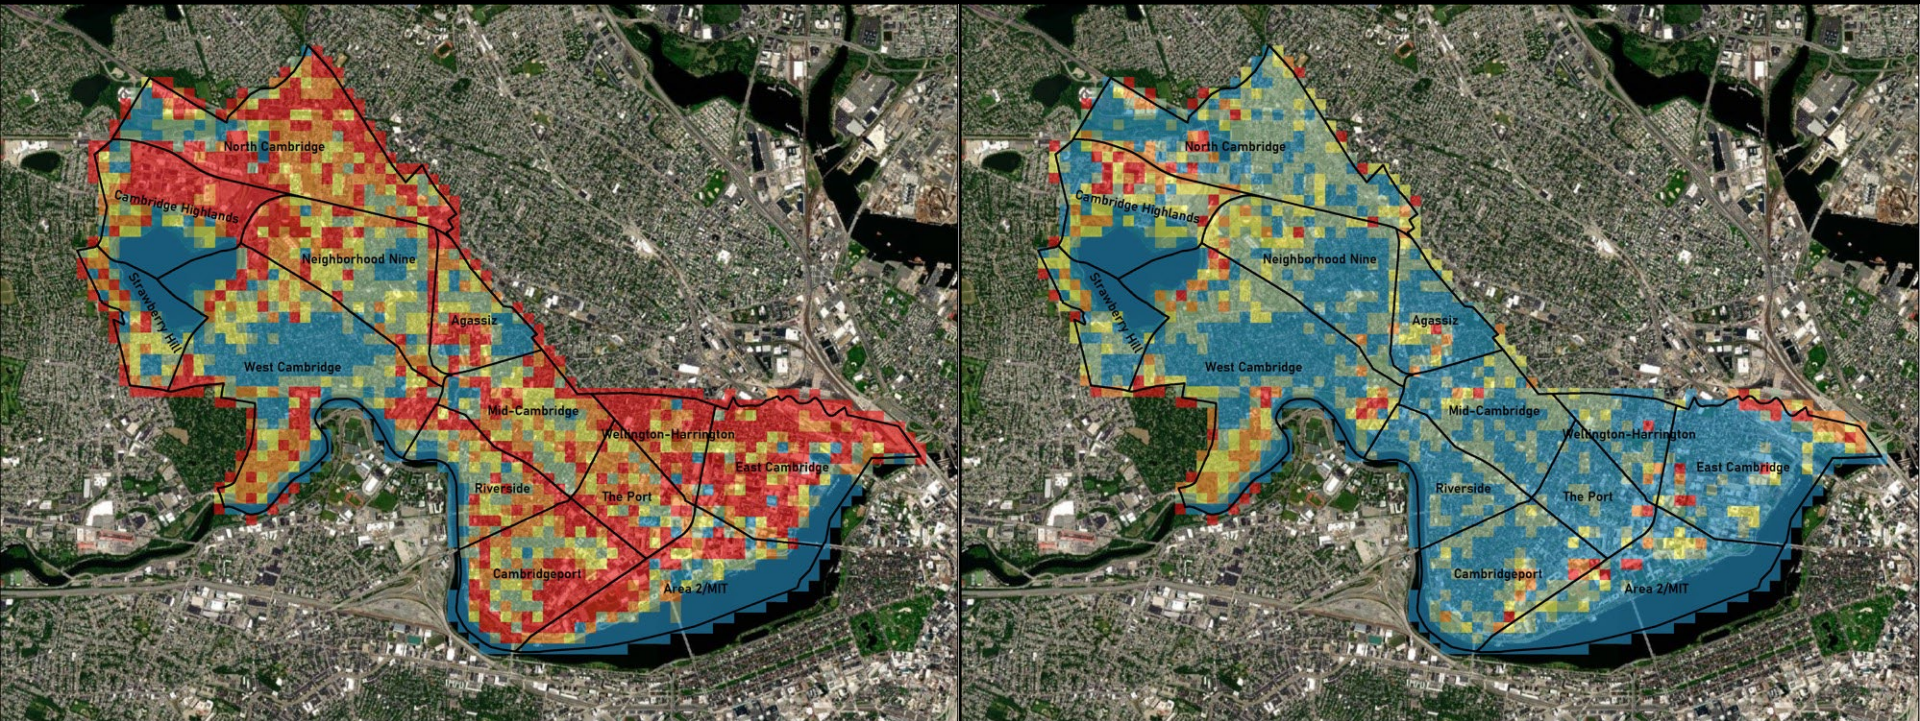 North Cambridge
Cambridge Highlands
Neighborhood Nine
Strawberry Hill
Agassiz
West Cambridge
Mid-Cambridge
Wellington-Harrington
East Cambridge
Riverside
The Port
Cambridgeport
Area 2/MIT
North Cambridge
Cambridge Highlands
Neighborhood Nine
Strawberry Hill
Agassiz
West Cambridge
Mid-Cambridge
Wellington-Harrington
East Cambridge
Riverside
The Port
Cambridgeport
Area 2/MIT